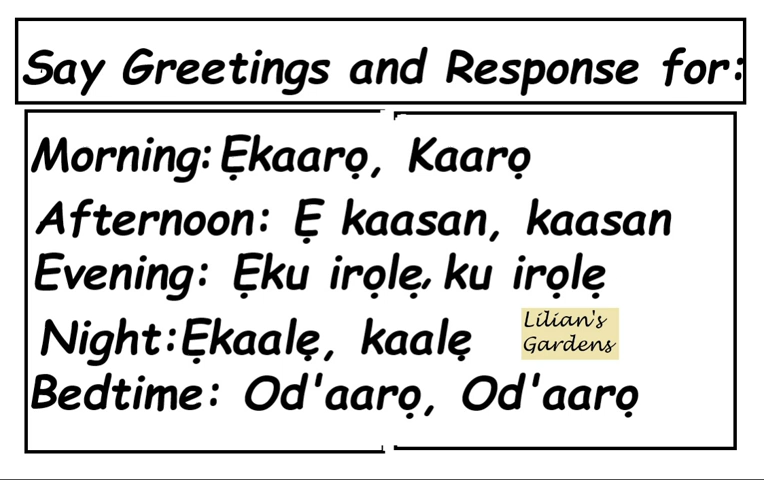 Say Greetings and Response for:
Morning: Ẹkaarọ, Kaarọ
Afternoon: Ẹ kaasan, kaasan
Evening: Ẹku irọlẹ, ku irọlẹ
Night:Ẹkaalẹ, kaalẹ
Lilian's
Gardens
Bedtime: Od'aarọ, Od'aarọ